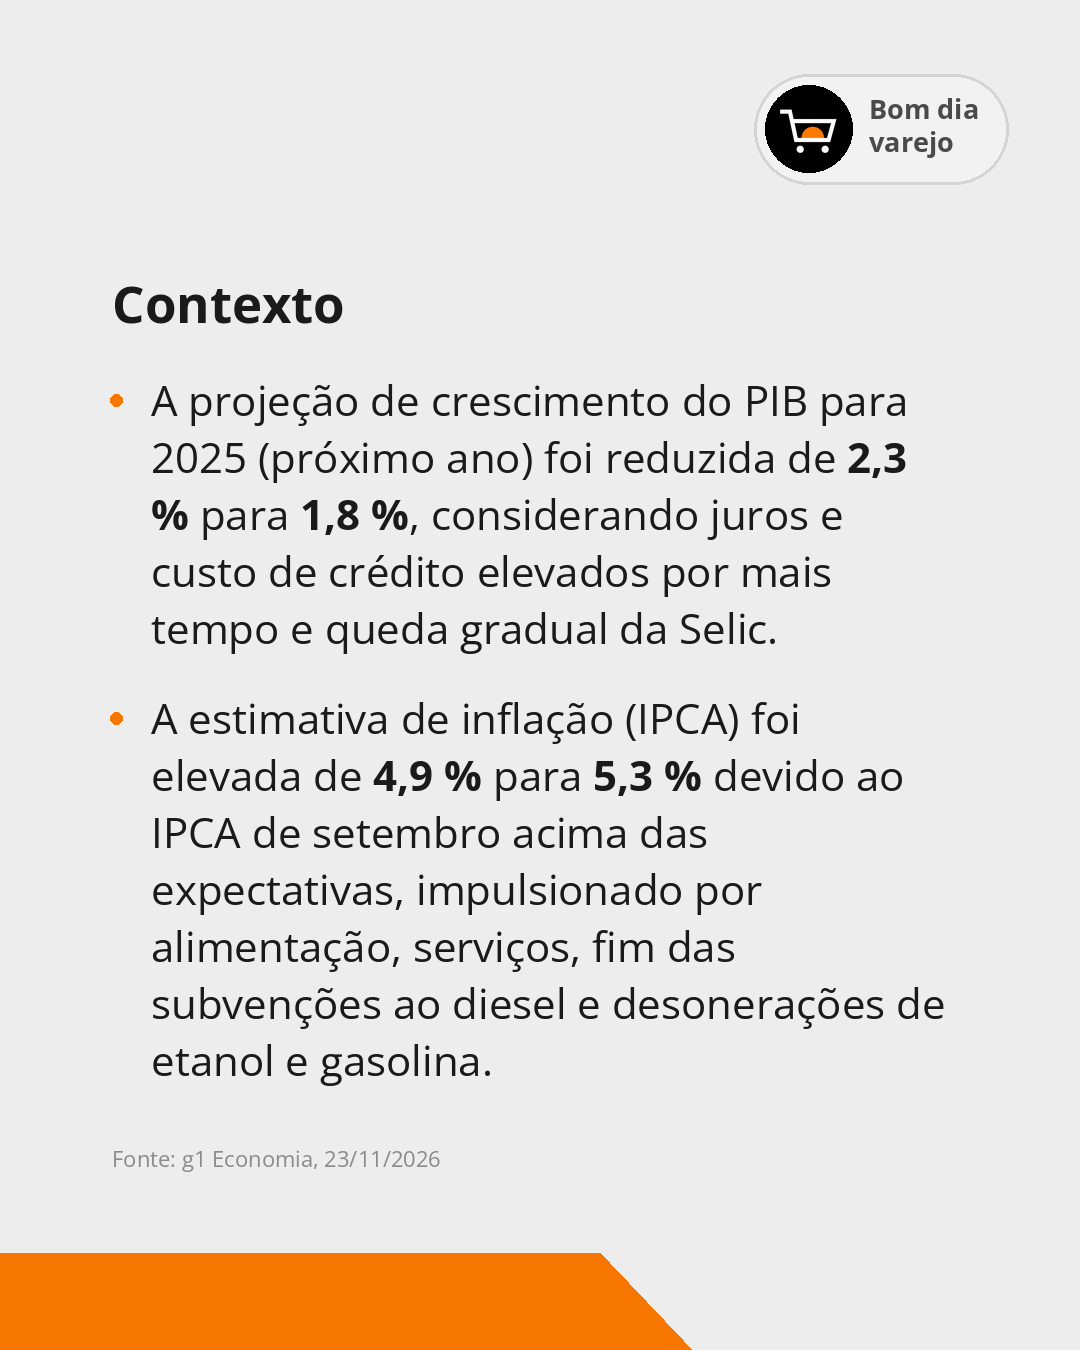 Bom dia
varejo
Contexto
• A projeção de crescimento do PIB para
2025 (próximo ano) foi reduzida de 2,3
% para 1,8 %, considerando juros e
custo de crédito elevados por mais
tempo e queda gradual da Selic.
• A estimativa de inflação (IPCA) foi
elevada de 4,9 % para 5,3 % devido ao
IPCA de setembro acima das
expectativas, impulsionado por
alimentação, serviços, fim das
subvenções ao diesel e desonerações de
etanol e gasolina.
Fonte: g1 Economia, 23/11/2026